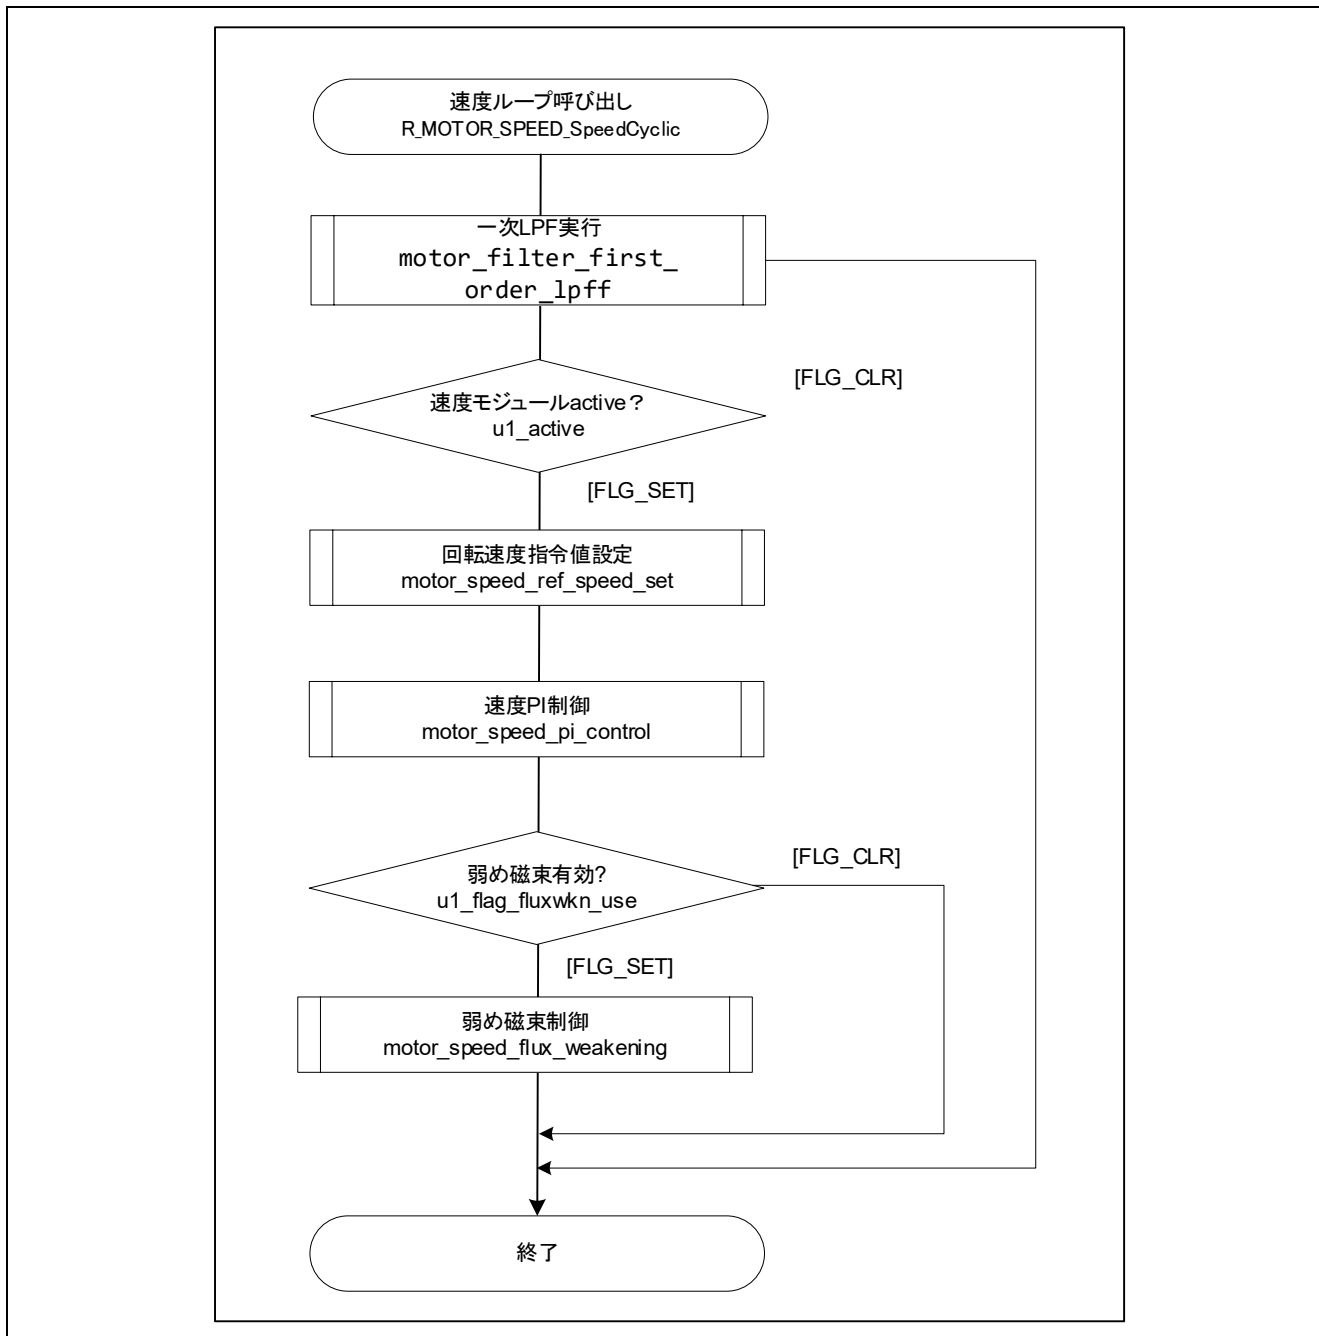 速度ループ呼び出し
R_MOTOR_SPEED_SpeedCyclic
一次LPF実行
motor_filter_first_
order_lpff
[FLG_CLR]
速度モジュールactive？
u1_active
[FLG_SET]
回転速度指令値設定
motor_speed_ref_speed_set
速度PI制御
motor_speed_pi_control
[FLG_CLR]
弱め磁束有効?
u1_flag_fluxwkn_use
[FLG_SET]
弱め磁束制御
motor_speed_flux_weakening
終了